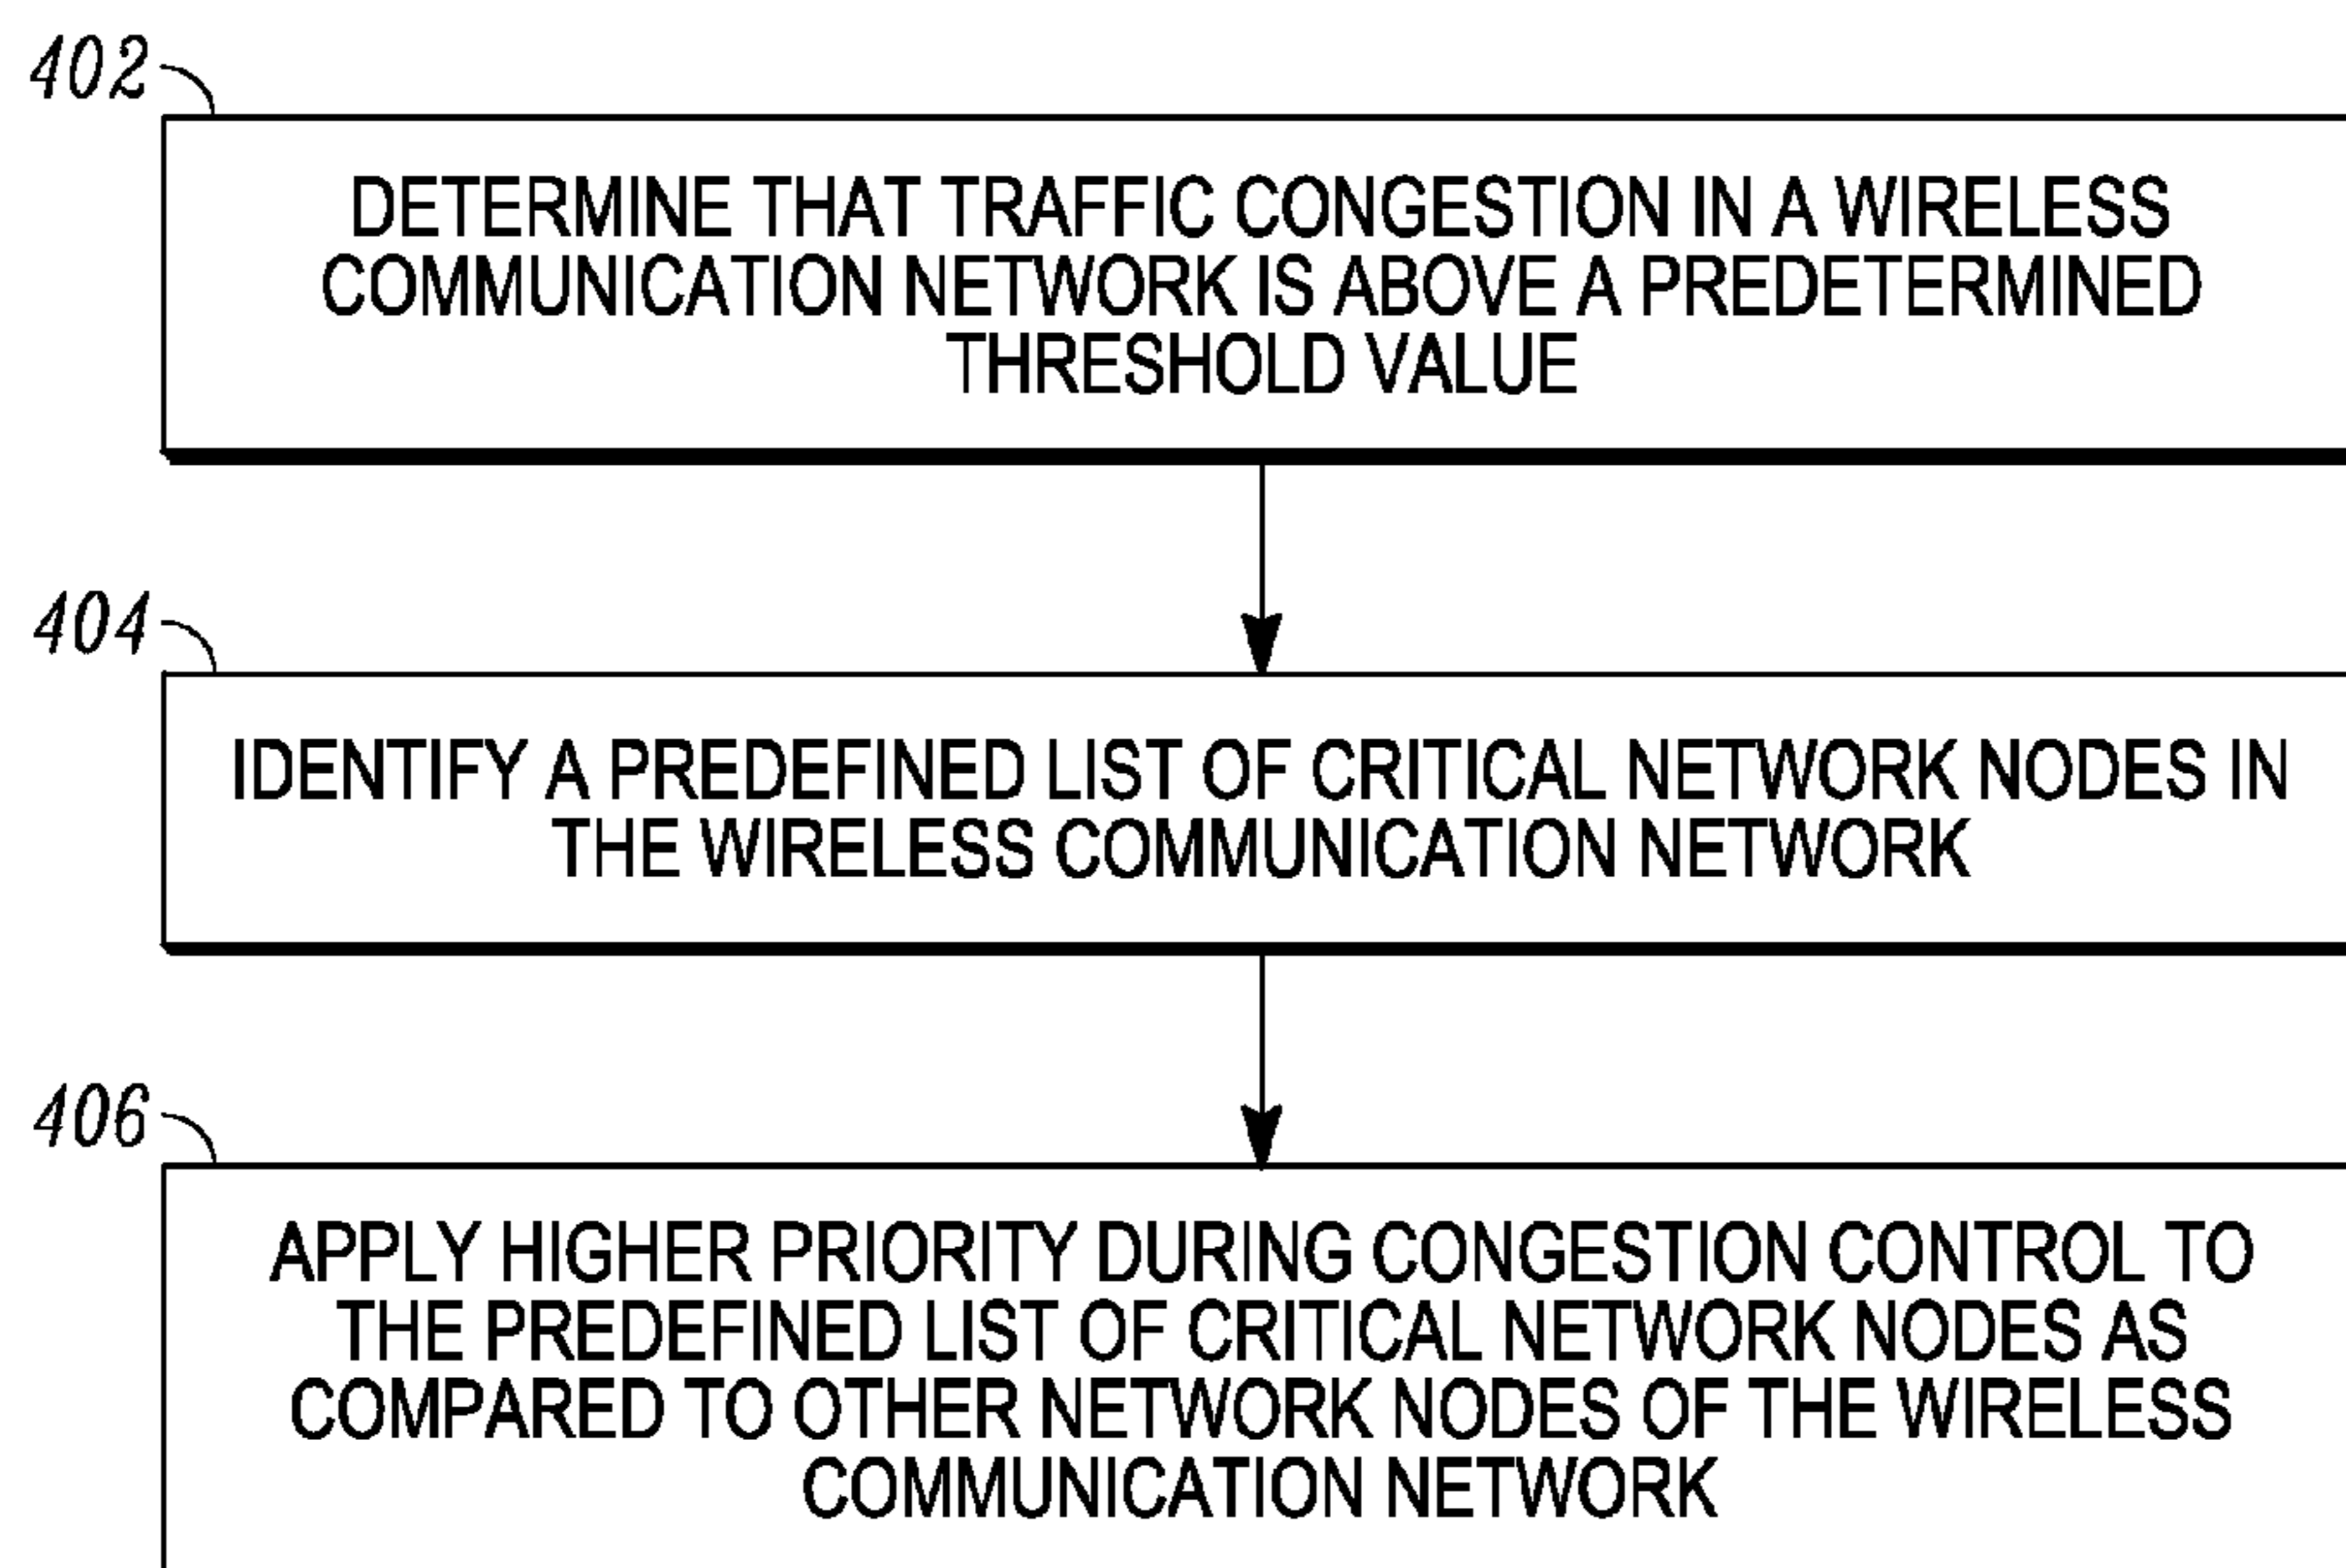 402
DETERMINE THAT TRAFFIC CONGESTION IN A WIRELESS
COMMUNICATION NETWORK IS ABOVE A PREDETERMINED
THRESHOLD VALUE
404
IDENTIFY A PREDEFINED LIST OF CRITICAL NETWORK NODES IN
THE WIRELESS COMMUNICATION NETWORK
406
APPLY HIGHER PRIORITY DURING CONGESTION CONTROL TO
THE PREDEFINED LIST OF CRITICAL NETWORK NODES AS
COMPARED TO OTHER NETWORK NODES OF THE WIRELESS
COMMUNICATION NETWORK